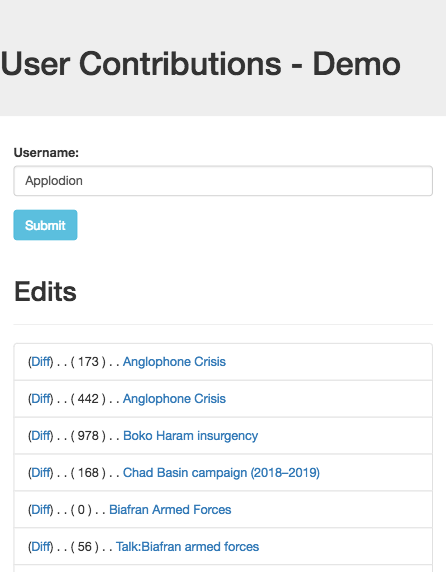 User Contributions - Demo
Username:
Applodion
Submit
Edits
(Diff) . . ( 173 ) . . Anglophone Crisis
(Diff) . . ( 442 ) . . Anglophone Crisis
(Diff) . . ( 978 ) . . Boko Haram insurgency
(Diff) . . ( 168 ) . . Chad Basin campaign (2018–2019)
(Diff) . . ( 0 ) . . Biafran Armed Forces
(Diff) . . ( 56 ) . . Talk:Biafran armed forces